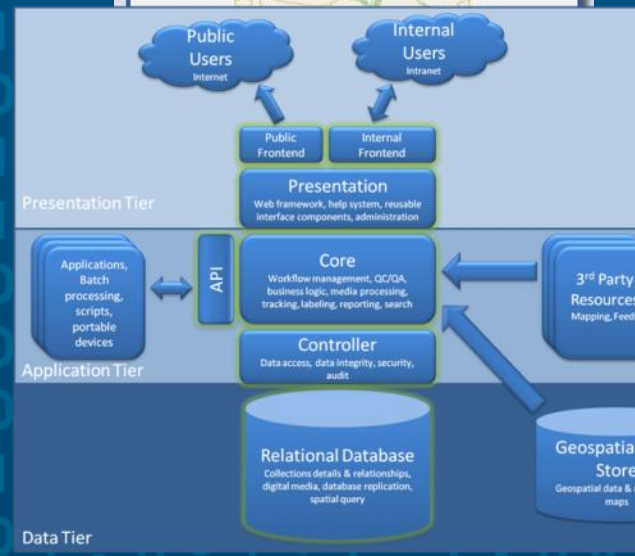 Public
Users
Internet
Internal
Users
Intranet
Public
Frontend
Internal
Frontend
Presentation
Web framework, help system, reusable
interface components, administration
Presentation Tier
Applications,
Batch
processing,
scripts,
portable
devices
API
Core
Workflow management, QC/QA,
business logic, media processing,
tracking, labeling, reporting, search
3rd Party
Resources
Mapping, Feed
Controller
Data access, data integrity, security,
audit
Application Tier
Relational Database
Collections details & relationships,
digital media, database replication,
spatial query
Geospatial
Store
Geospatial data &
maps
Data Tier